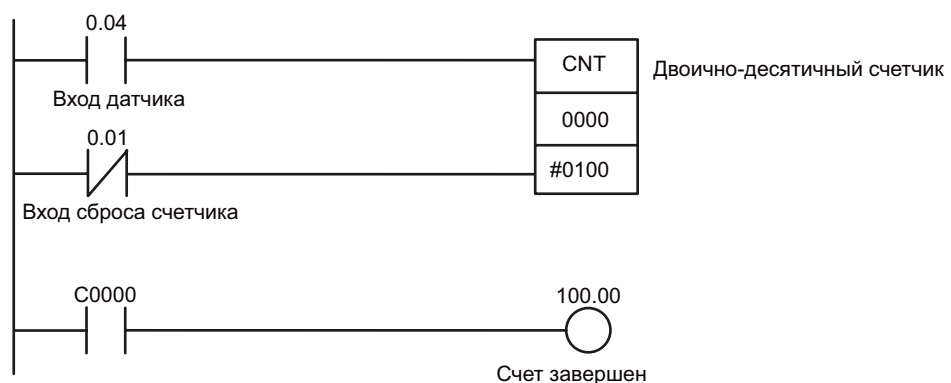 0.04
CNT
Двоично-десятичный счетчик
Вход датчика
0000
0.01
#0100
Вход сброса счетчика
C0000
100.00
Счет завершен